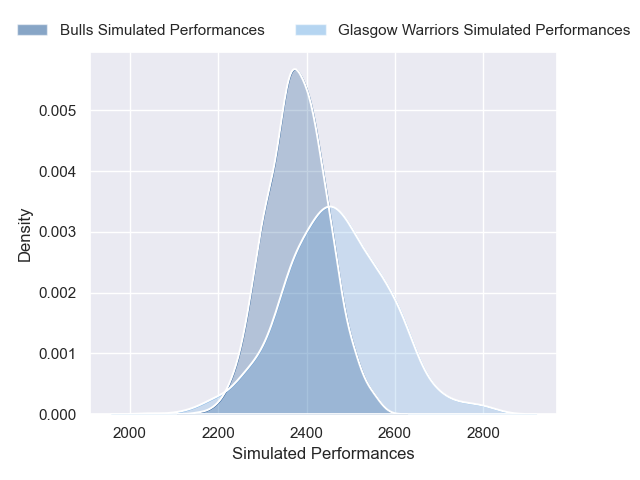 Bulls Simulated Performances
Glasgow Warriors Simulated Performances
0.005
0.004
0.003
0.002
0.001
0.000
Density
2000 2200 2400 2600 2800
Simulated Performances